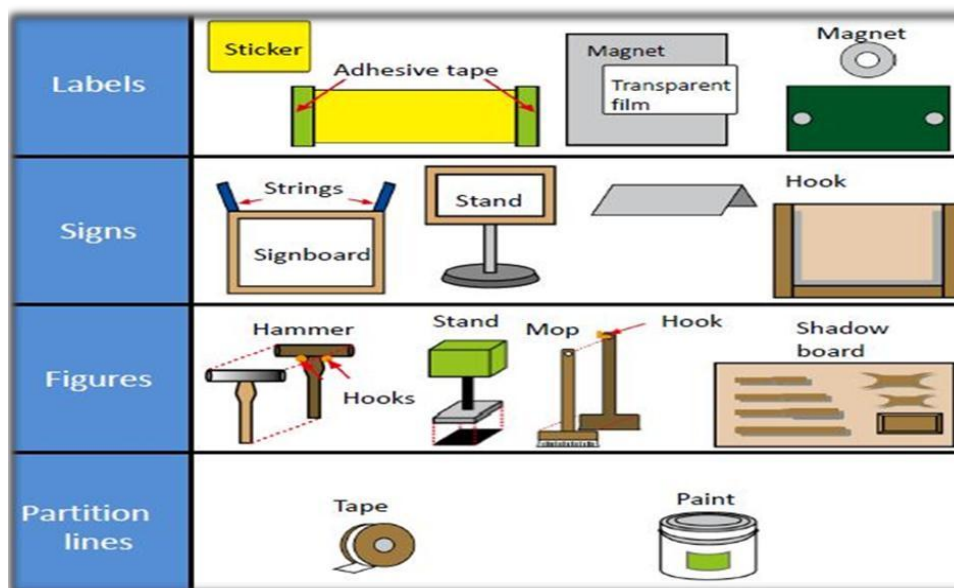 Labels
Sticker
Adhesive tape
Magnet
Transparent
film
Magnet
Signs
Strings
Signboard
Stand
Hook
Figures
Hammer
Hooks
Stand
Mop
Hook
Shadow
board
Partition
lines
Tape
Paint